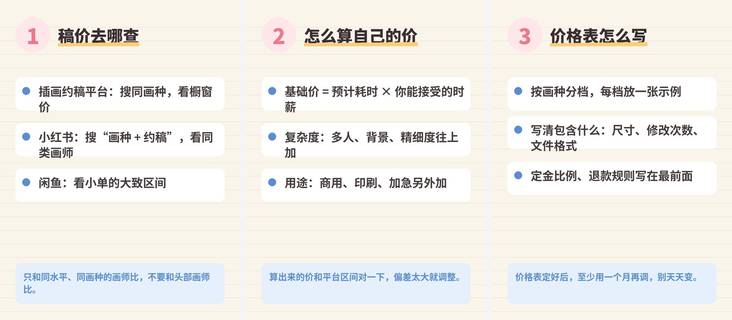 1 稿价去哪查
插画约稿平台：搜同画种，看橱窗
价
小红书：搜“画种 + 约稿”，看同
类画师
闲鱼：看小单的大致区间
只和同水平、同画种的画师比，不要和头部画师
比。
2 怎么算自己的价
基础价 = 预计耗时 × 你能接受的时
薪
复杂度：多人、背景、精细度往上
加
用途：商用、印刷、加急另外加
算出来的价和平台区间对一下，偏差太大就调整。
3 价格表怎么写
按画种分档，每档放一张示例
写清包含什么：尺寸、修改次数、
文件格式
定金比例、退款规则写在最前面
价格表定好后，至少用一个月再调，别天天变。